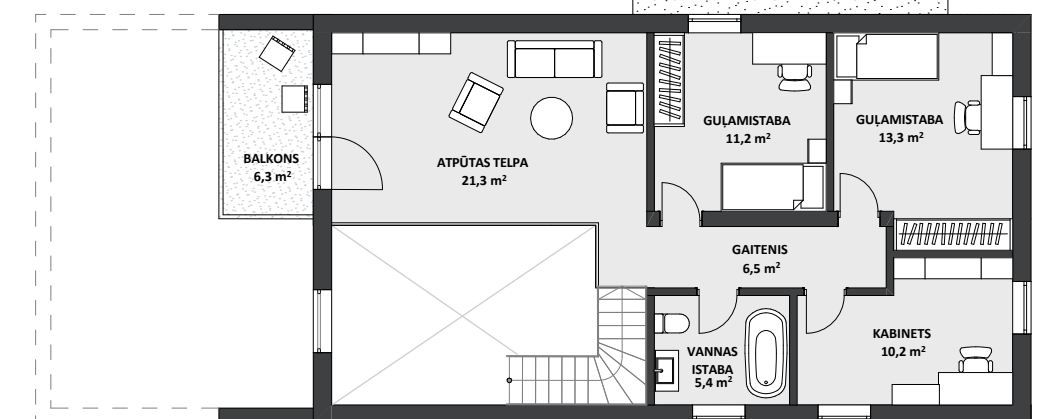 BALKONS
6,3 m²
ATPŪTAS TELPA
21,3 m²
GUĻAMISTABA
11,2 m²
GUĻAMISTABA
13,3 m²
GAITENIS
6,5 m²
VANNAS
ISTABA
5,4 m²
KABINETS
10,2 m²